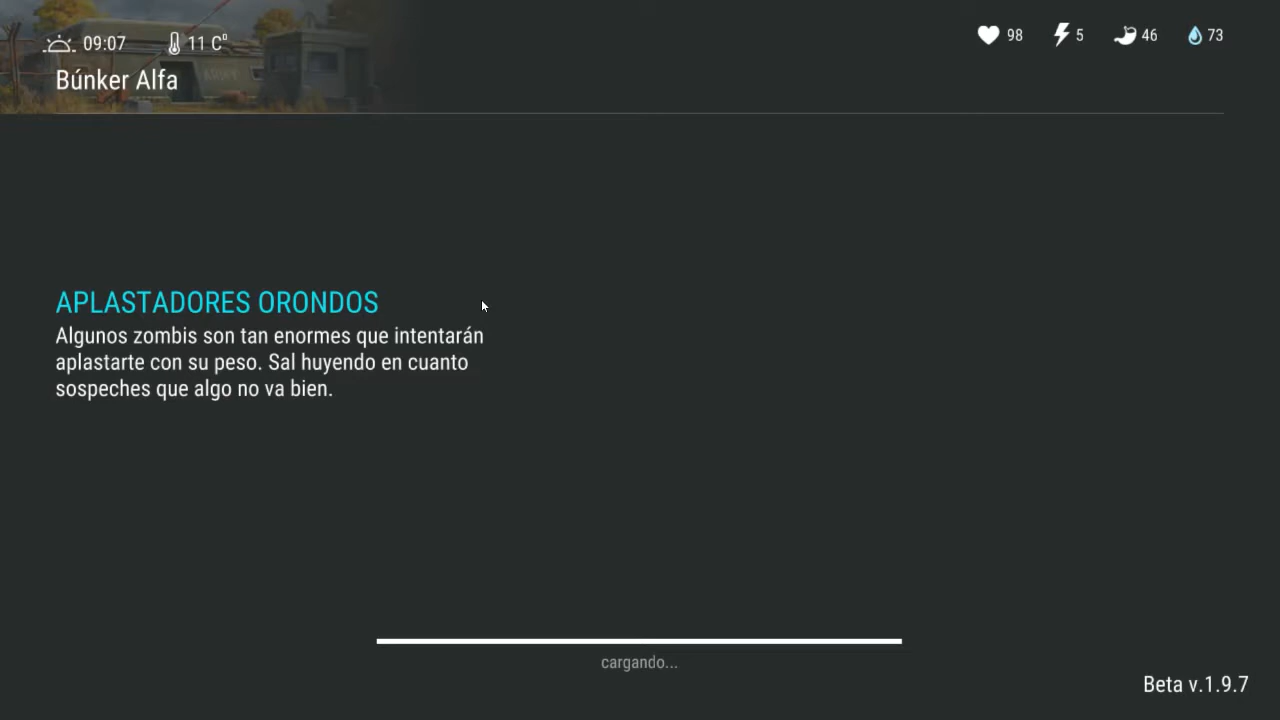 09:07
11 C°
98
5
46
73
Búnker Alfa
APLASTADORES ORONDOS
Algunos zombis son tan enormes que intentarán
aplastarte con su peso. Sal huyendo en cuanto
sospeches que algo no va bien.
cargando...
Beta v.1.9.7